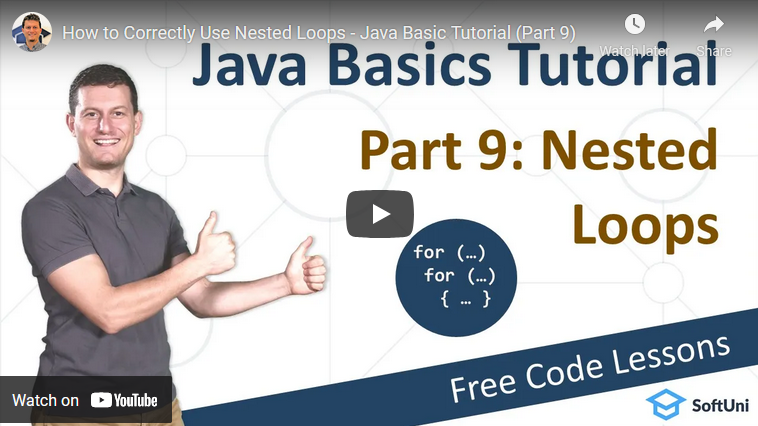 How to Correctly Use Nested Loops - Java Basic Tutorial (Part 9)
Watch later
Share
Java Basics Tutorial
Part 9: Nested
Loops
for (…)
for (…)
{ … }
Free Code Lessons
Watch on YouTube
SoftUni